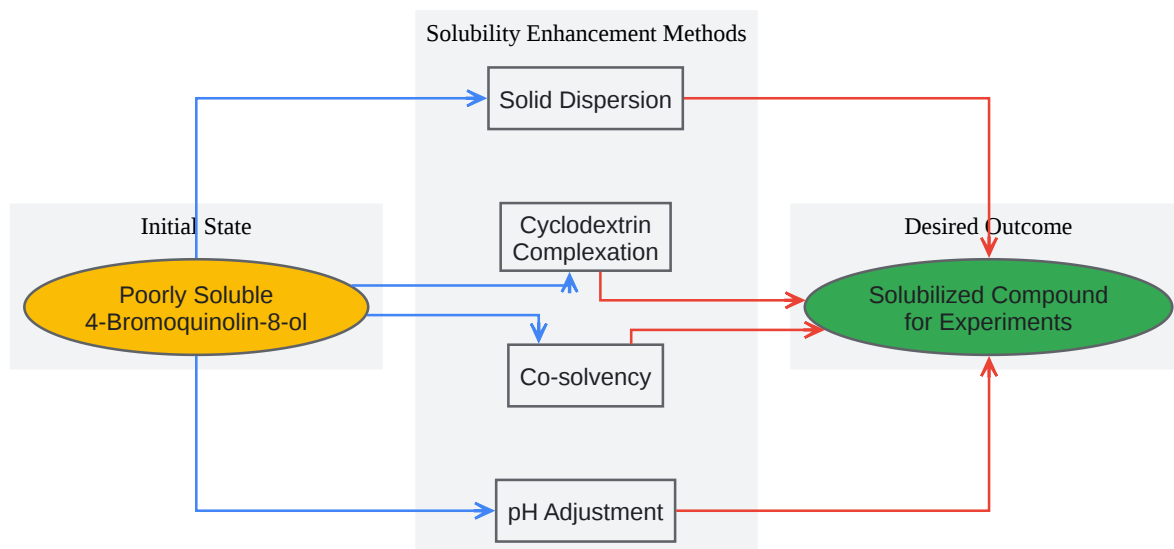 Solubility Enhancement Methods
Solid Dispersion
Initial State
Poorly Soluble
4-Bromoquinolin-8-ol
Cyclodextrin
Complexation
Co-solvency
pH Adjustment
Desired Outcome
Solubilized Compound
for Experiments